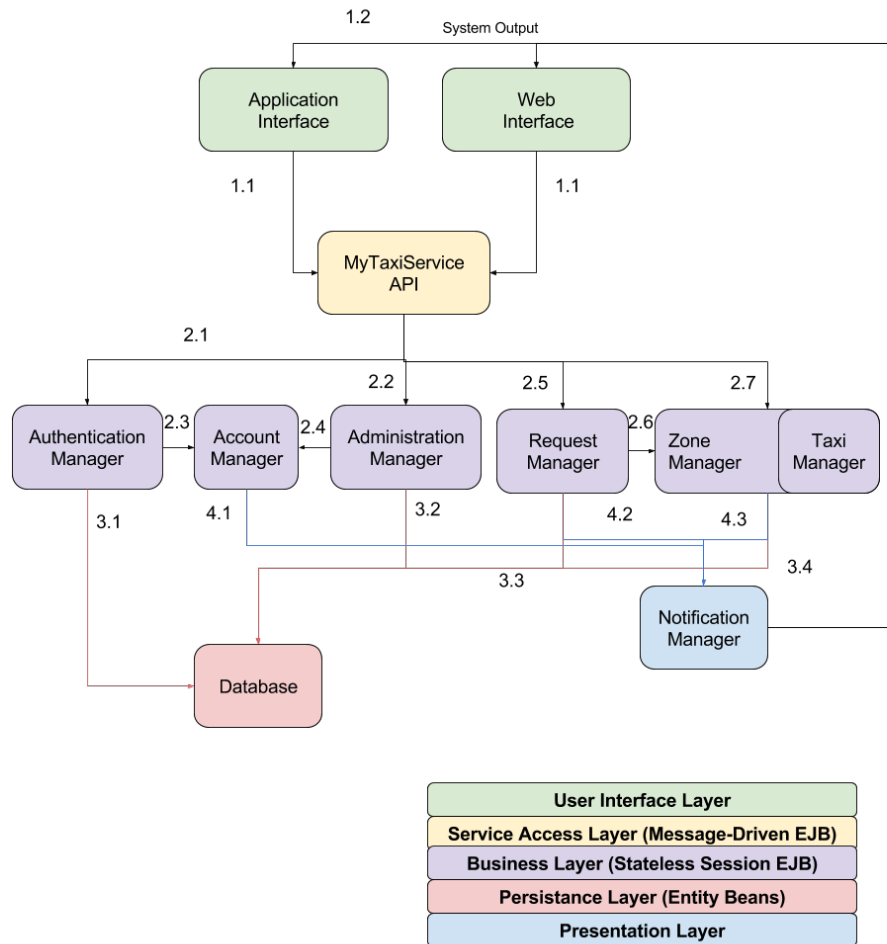 1.2
System Output
Application
Interface
Web
Interface
1.1
1.1
MyTaxiService
API
2.1
2.2
2.5
2.7
Authentication
Manager
2.3
Account
Manager
2.4
Administration
Manager
Request
Manager
2.6
Zone
Manager
Taxi
Manager
3.1
4.1
3.2
4.2
4.3
3.3
3.4
Notification
Manager
Database
User Interface Layer
Service Access Layer (Message-Driven EJB)
Business Layer (Stateless Session EJB)
Persistance Layer (Entity Beans)
Presentation Layer